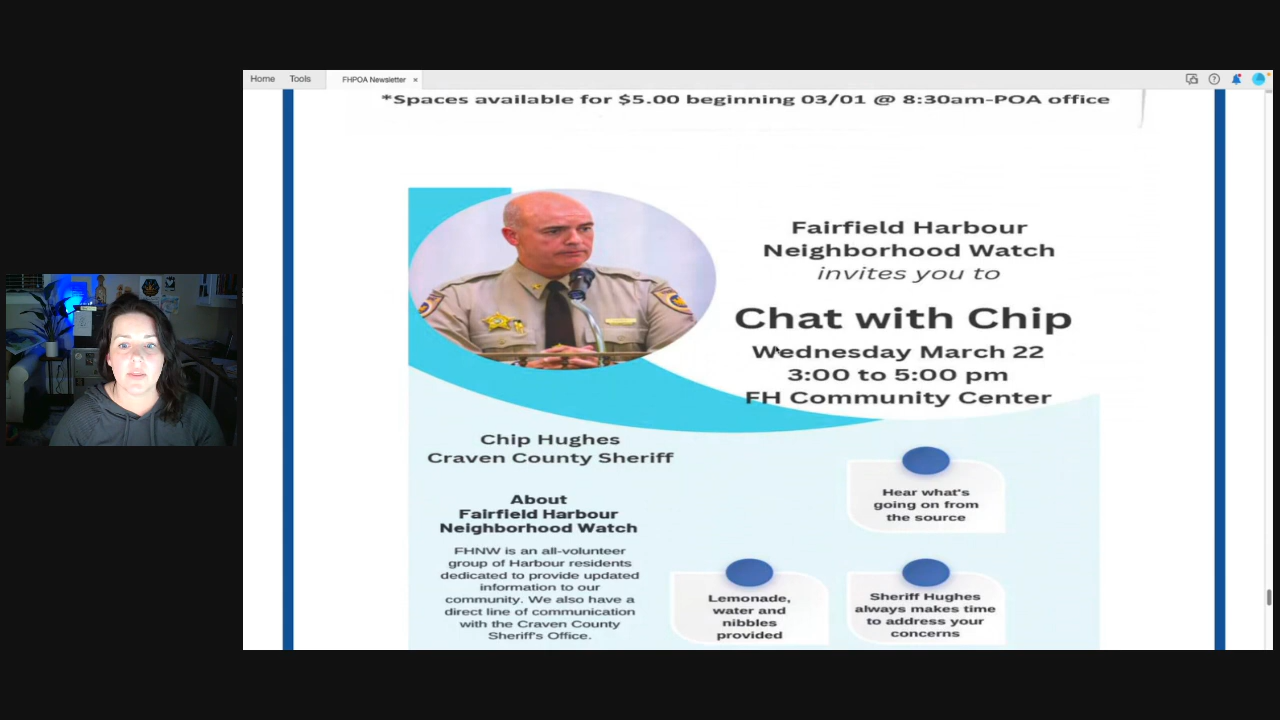 Home
Tools
FHPOA Newsletter
*Spaces available for $5.00 beginning 03/01 @ 8:30am-POA office
Fairfield Harbour
Neighborhood Watch
invites you to
Chat with Chip
Wednesday March 22
3:00 to 5:00 pm
FH Community Center
Chip Hughes
Craven County Sheriff
About
Fairfield Harbour
Neighborhood Watch
FHNW is an all-volunteer
group of Harbour residents
dedicated to provide updated
information to our
community. We also have a
direct line of communication
with the Craven County
Sheriff's Office.
Hear what's
going on from
the source
Lemonade,
water and
nibbles
provided
Sheriff Hughes
always makes time
to address your
concerns